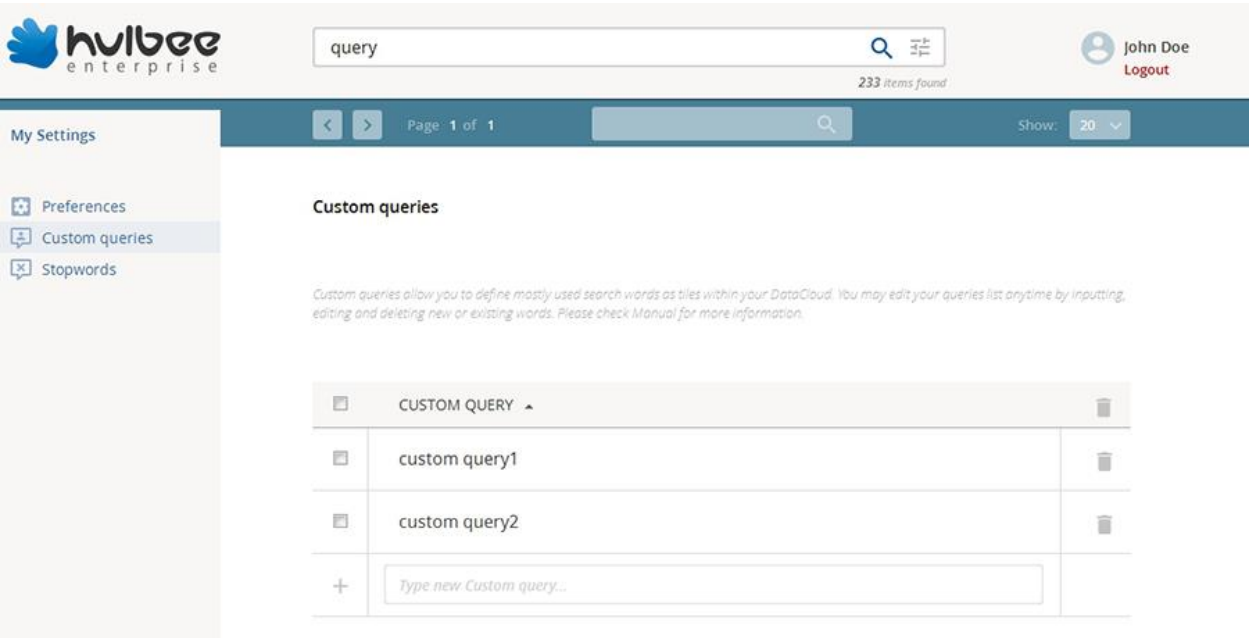 hulbee
enterprise
query
233 items found
John Doe
Logout
My Settings
Page 1 of 1
Show: 20
Preferences
Custom queries
Stopwords
Custom queries
Custom queries allow you to define mostly used search words as tiles within your DataCloud. You may edit your queries list anytime by inputting,
editing and deleting new or existing words. Please check Manual for more information.
CUSTOM QUERY
custom query1
custom query2
Type new Custom query...